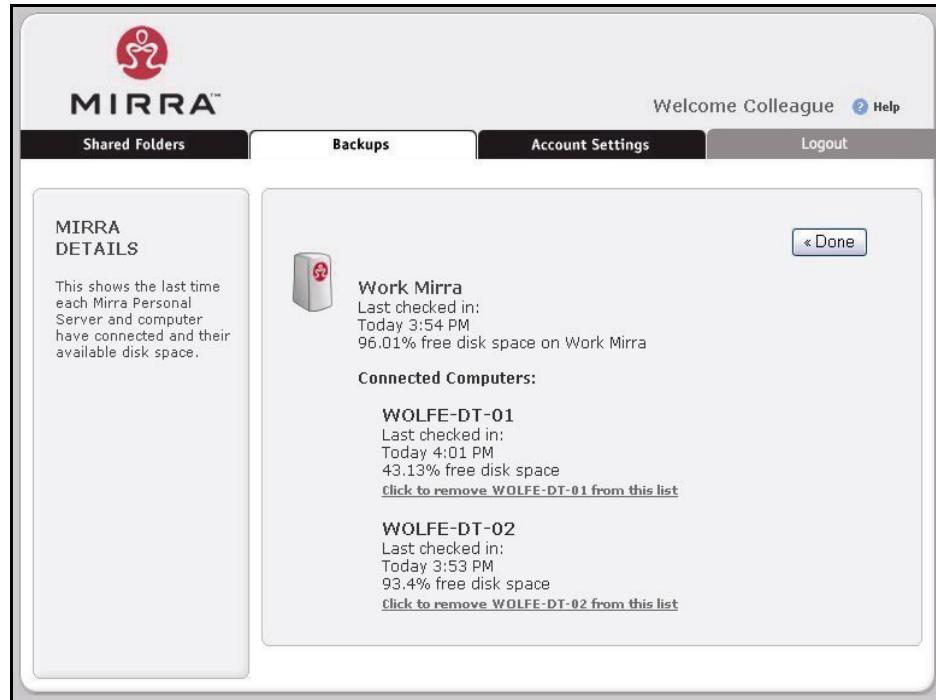 MIRRA™
Welcome Colleague ? Help
Shared Folders
Backups
Account Settings
Logout
MIRRA
DETAILS
This shows the last time
each Mirra Personal
Server and computer
have connected and their
available disk space.
« Done
Work Mirra
Last checked in:
Today 3:54 PM
96.01% free disk space on Work Mirra
Connected Computers:
WOLFE-DT-01
Last checked in:
Today 4:01 PM
43.13% free disk space
Click to remove WOLFE-DT-01 from this list
WOLFE-DT-02
Last checked in:
Today 3:53 PM
93.4% free disk space
Click to remove WOLFE-DT-02 from this list